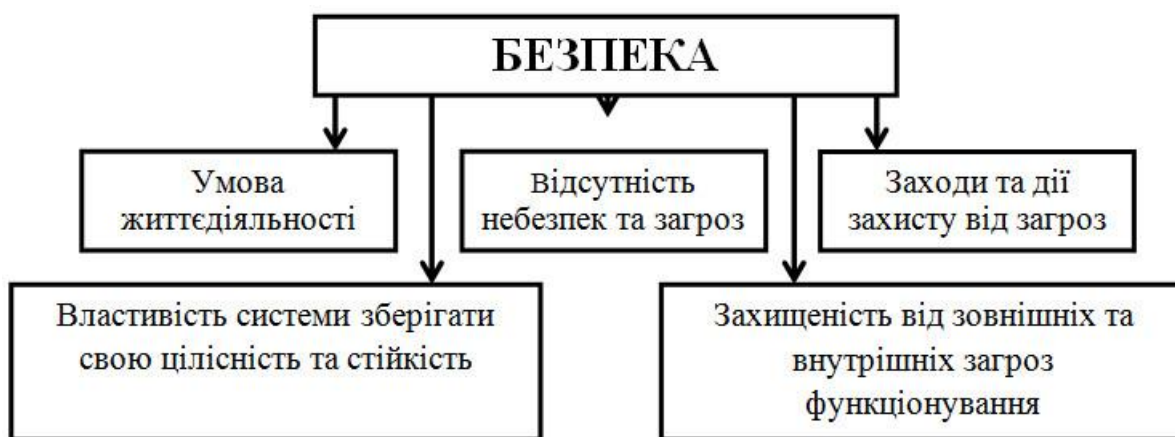 БЕЗПЕКА
Умова
життєдіяльності
Відсутність
небезпек та загроз
Заходи та дії
захисту від загроз
Властивість системи зберігати
свою цілісність та стійкість
Захищеність від зовнішніх та
внутрішніх загроз
функціонування